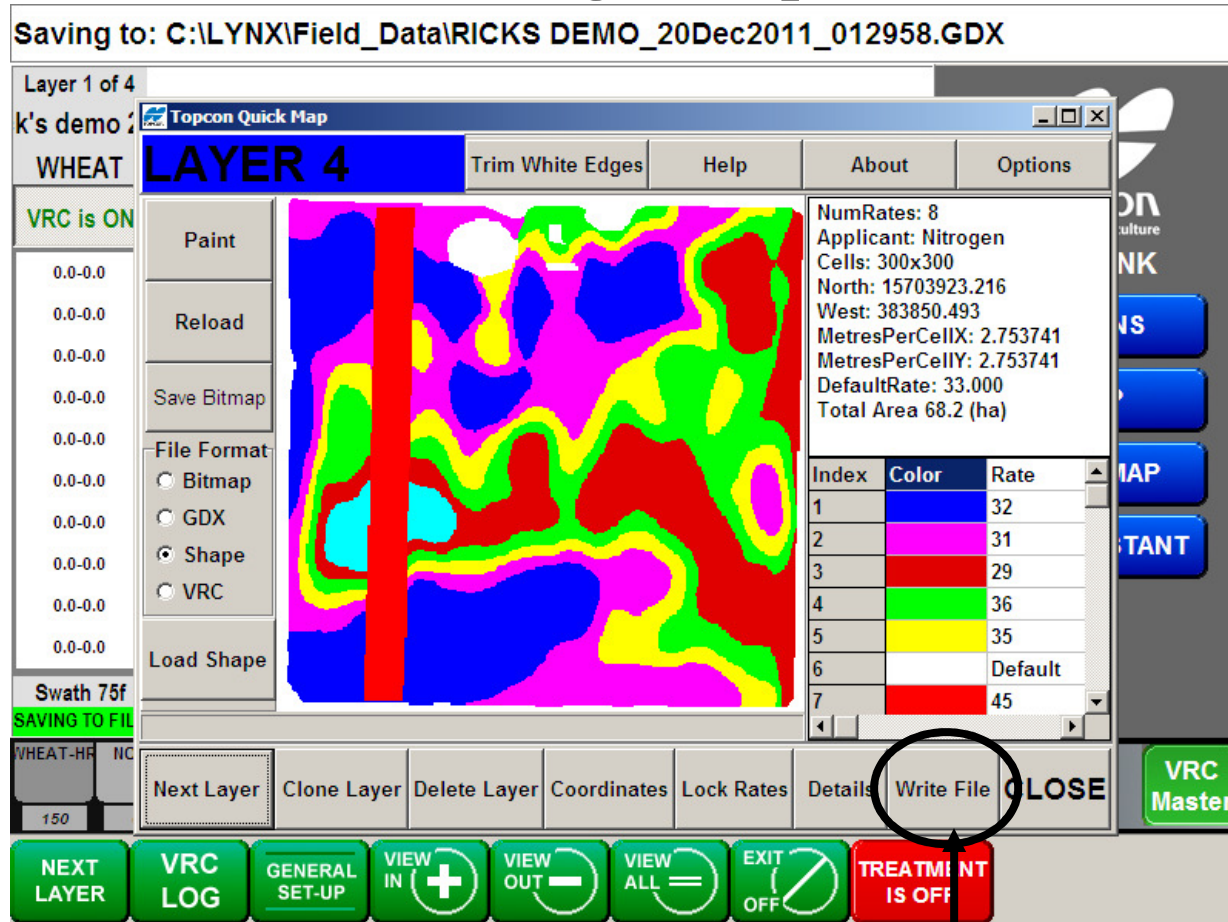 Saving to: C:\LYNX\Field_Data\RICKS DEMO_20Dec2011_012958.GDX
Layer 1 of 4
k's demo
WHEAT
VRC is ON
0.0-0.0
0.0-0.0
0.0-0.0
0.0-0.0
0.0-0.0
0.0-0.0
0.0-0.0
0.0-0.0
0.0-0.0
0.0-0.0
Swath 75f
SAVING TO FIL
Topcon Quick Map
LAYER 4
Trim White Edges
Help
About
Options
Paint
Reload
Save Bitmap
File Format
Bitmap
GDX
Shape
VRC
Load Shape
NumRates: 8
Applicant: Nitrogen
Cells: 300x300
North: 15703923.216
West: 383850.493
MetresPerCellX: 2.753741
MetresPerCellY: 2.753741
DefaultRate: 33.000
Total Area 68.2 (ha)
Index Color Rate
1 32
2 31
3 29
4 36
5 35
6 Default
7 45
Next Layer
Clone Layer
Delete Layer
Coordinates
Lock Rates
Details
Write File
CLOSE
on
culture
NK
NS
MAP
STANT
WHEAT-HR
NO
150
VRC
Master
NEXT
LAYER
VRC
LOG
GENERAL
SET-UP
VIEW
IN
VIEW
OUT
VIEW
ALL
EXIT
OFF
TREATMENT
IS OFF